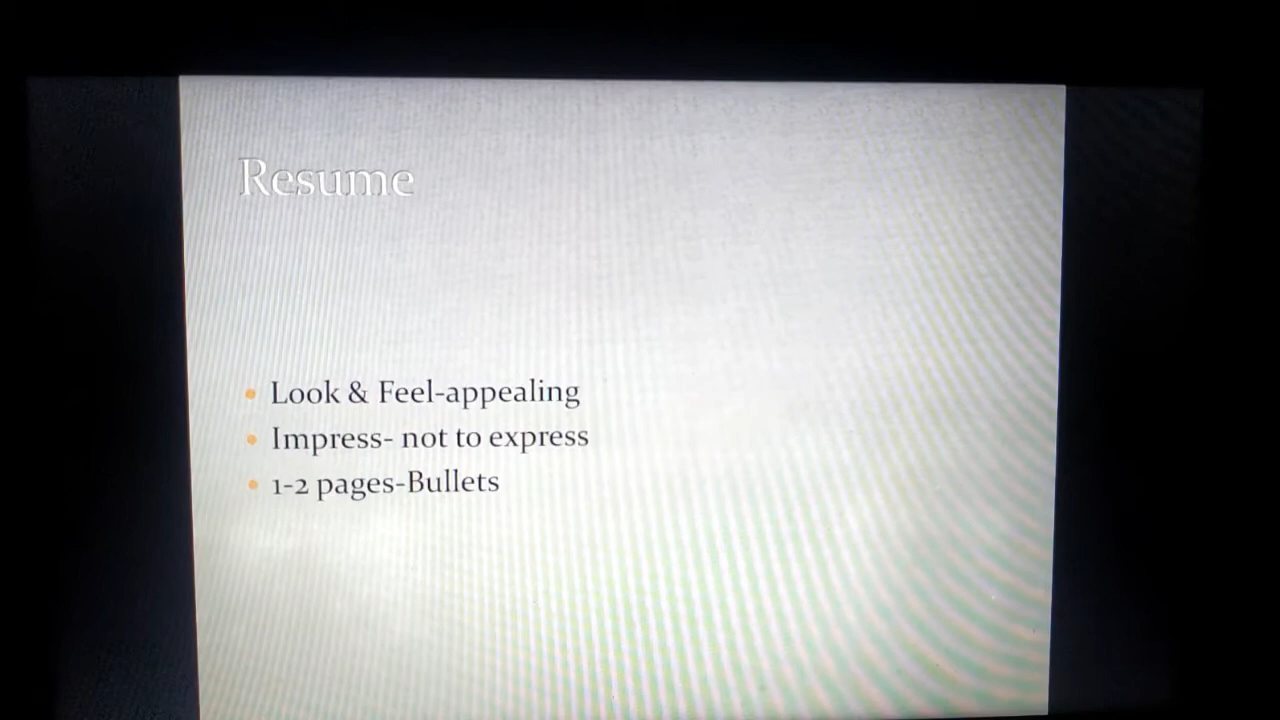 Resume
Look & Feel-appealing
Impress- not to express
1-2 pages-Bullets